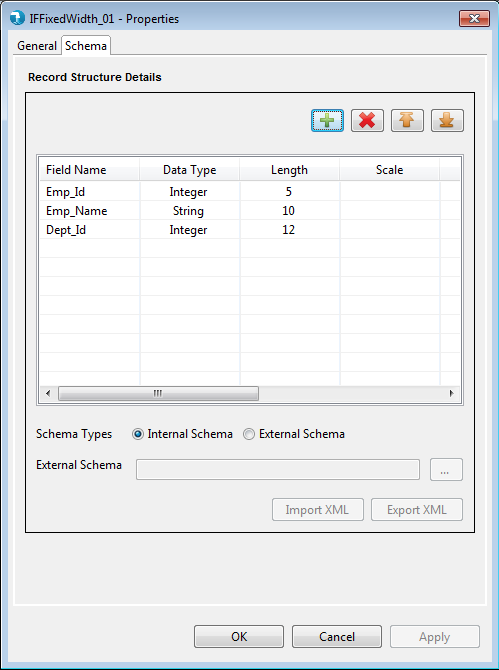 IFFixedWidth_01 - Properties
General Schema
Record Structure Details
Field Name Data Type Length Scale
Emp_Id Integer 5
Emp_Name String 10
Dept_Id Integer 12
Schema Types Internal Schema External Schema
External Schema ...
Import XML Export XML
OK Cancel Apply